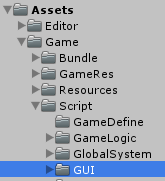 Assets
Editor
Game
Bundle
GameRes
Resources
Script
GameDefine
GameLogic
GlobalSystem
GUI